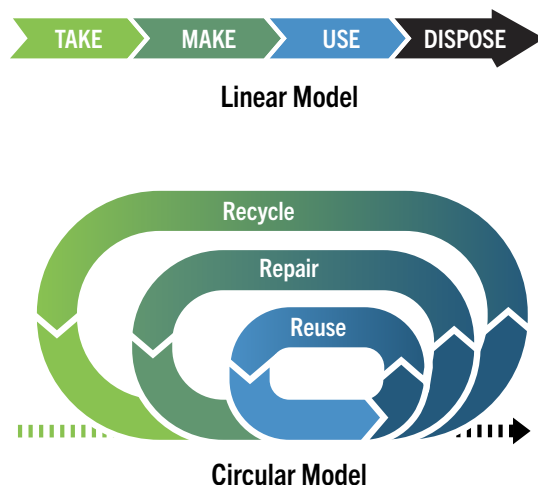 TAKE MAKE USE DISPOSE
Linear Model
Recycle
Repair
Reuse
Circular Model